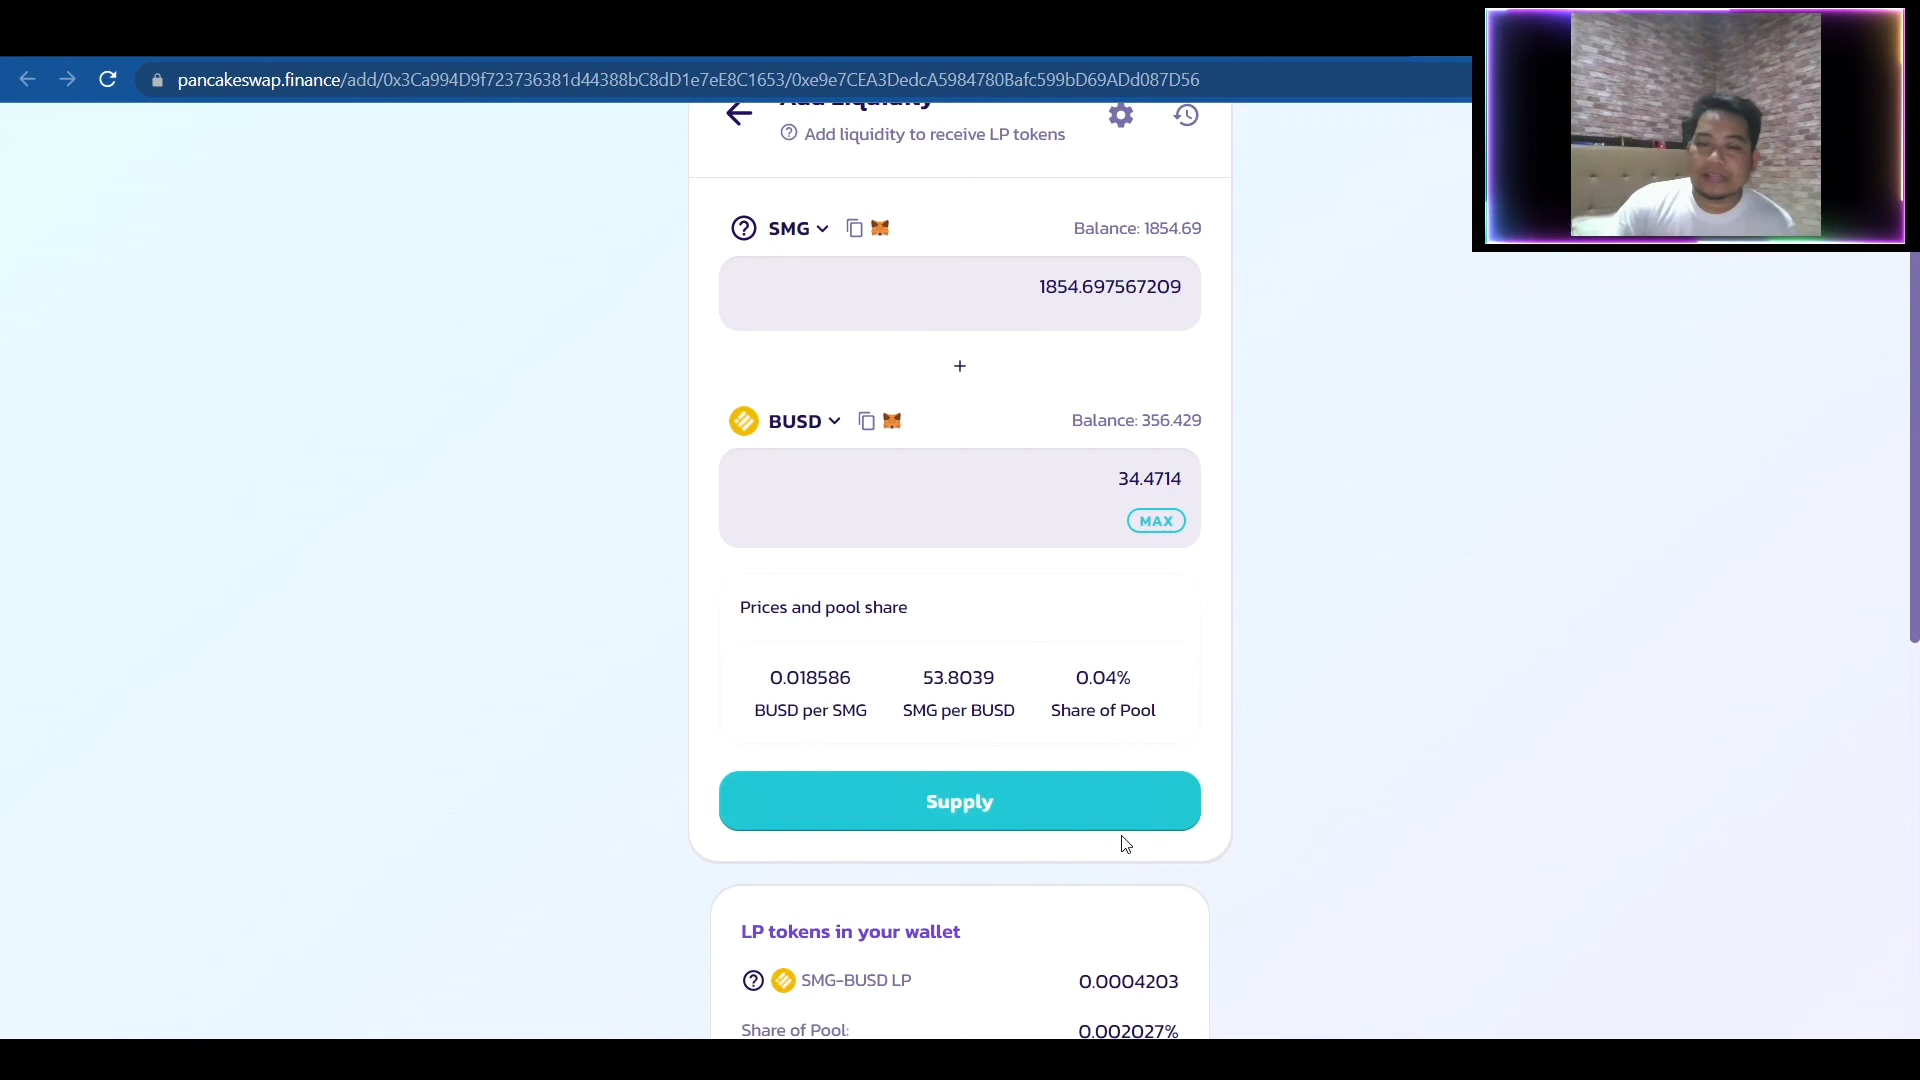 pancakeswap.finance/add/0x3Ca994D9f723736381d44388bC8dD1e7eE8C1653/0xe9e7CEA3DedcA5984780Bafc599bD69ADd087D56
Add Liquidity
Add liquidity to receive LP tokens
SMG
Balance: 1854.69
1854.697567209
+
BUSD
Balance: 356.429
34.4714
MAX
Prices and pool share
0.018586 53.8039 0.04%
BUSD per SMG SMG per BUSD Share of Pool
Supply
LP tokens in your wallet
SMG-BUSD LP 0.0004203
Share of Pool: 0.002027%